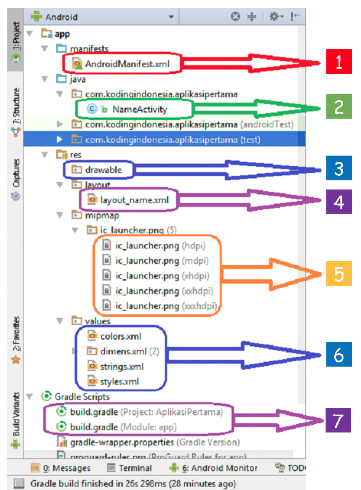 Android
1: Project
app
manifests
AndroidManifest.xml
1
java
com.kodingindonesia.aplikasipertama
NameActivity
2
com.kodingindonesia.aplikasipertama (androidTest)
com.kodingindonesia.aplikasipertama (test)
7: Structure
res
drawable
3
layout
layout_name.xml
4
Captures
mipmap
ic_launcher.png (5)
ic_launcher.png (hdpi)
ic_launcher.png (mdpi)
ic_launcher.png (xhdpi)
ic_launcher.png (xxhdpi)
ic_launcher.png (xxxhdpi)
5
values
colors.xml
dimens.xml (2)
strings.xml
styles.xml
6
2: Favorites
Gradle Scripts
build.gradle (Project: AplikasiPertama)
build.gradle (Module: app)
7
Build Variants
gradle-wrapper.properties (Gradle Version)
proguard-rules.pro (ProGuard Rules for app)
0: Messages
Terminal
6: Android Monitor
TODO
Gradle build finished in 26s 298ms (28 minutes ago)